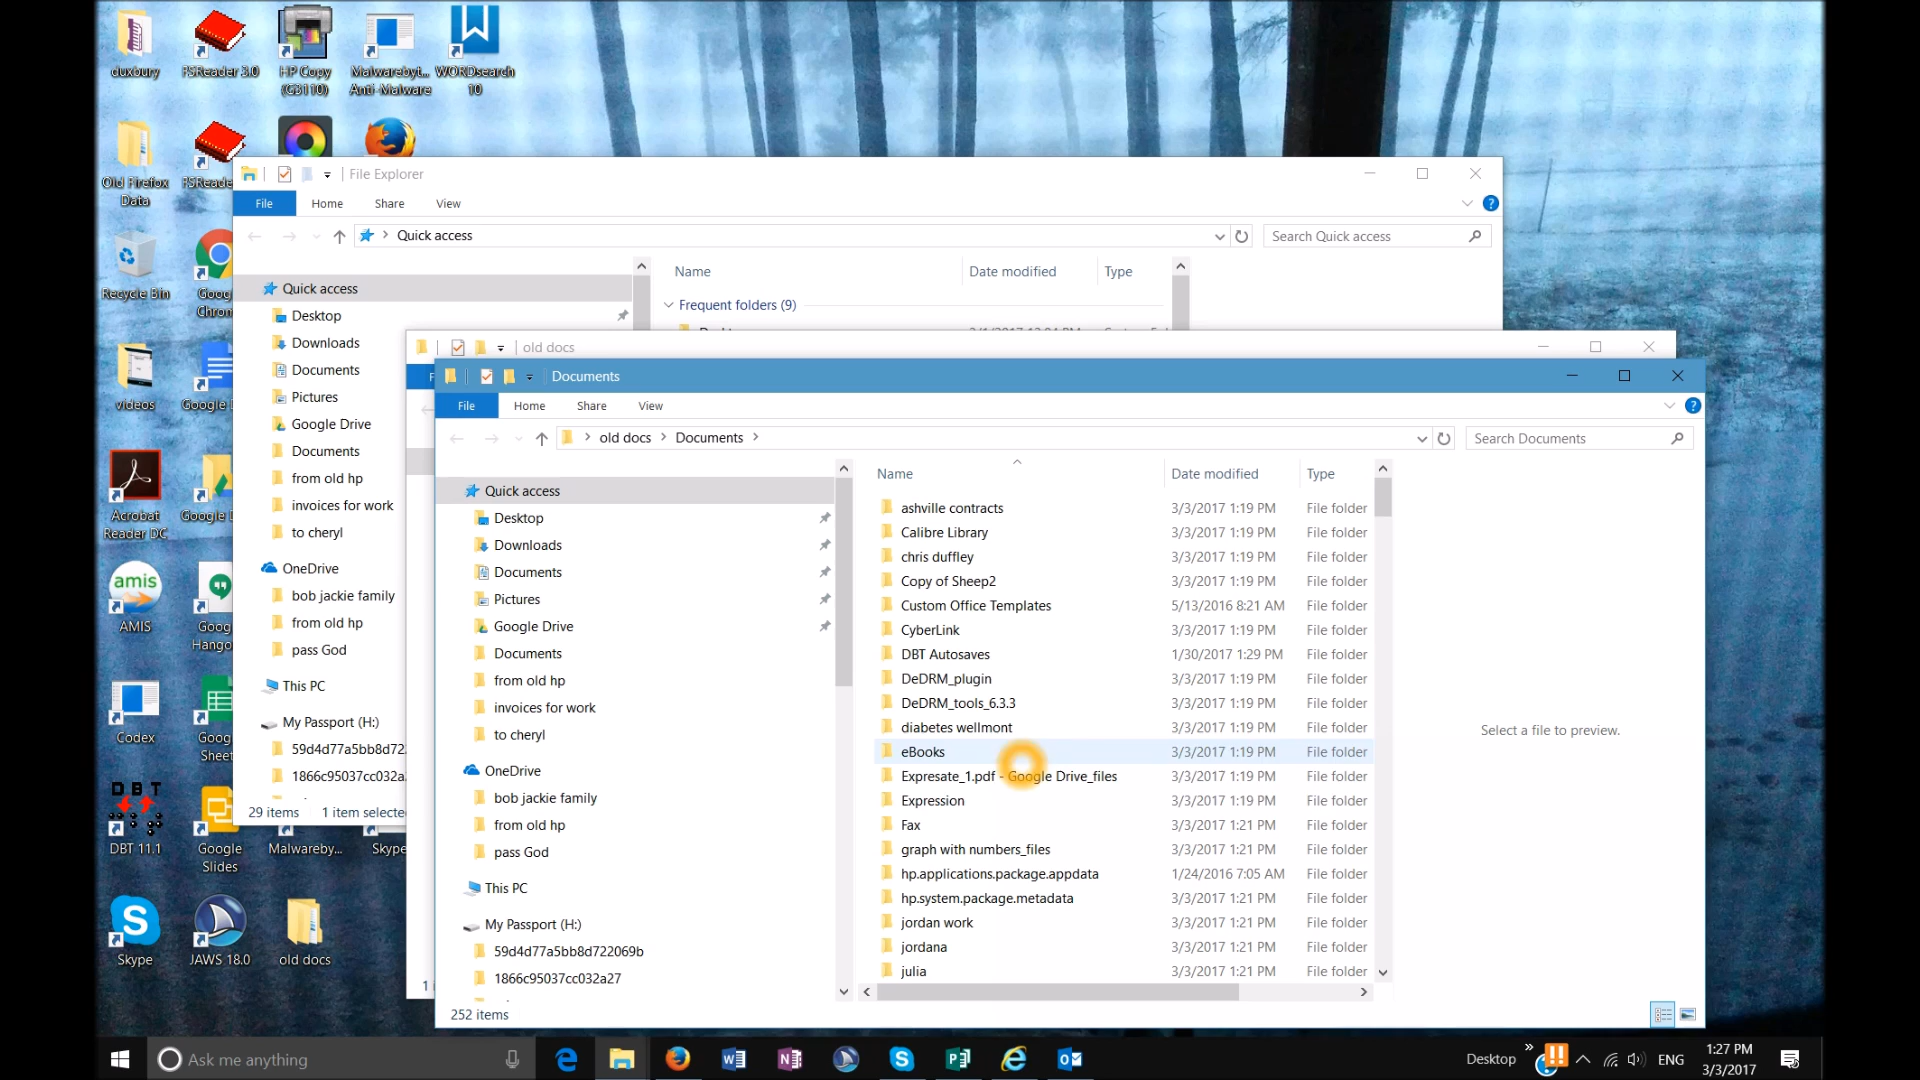 duxbury
FSReader 3.0
HP Copy
(G3110)
Malwarebyt...
Anti-Malware
WORDsearch
10
Old Firefox
Data
FSReade
Recycle Bin
Goog
Chrom
videos
Google D
Acrobat
Reader DC
Google D
amis
AMIS
Goog
Hango
Codex
Goog
Sheet
DBT
DBT 11.1
Google
Slides
Malwareby...
Skype
Skype
JAWS 18.0
old docs
File Explorer
File
Home
Share
View
Quick access
Search Quick access
Name
Date modified
Type
Frequent folders (9)
Quick access
Desktop
Downloads
Documents
Pictures
Google Drive
Documents
from old hp
invoices for work
to cheryl
OneDrive
bob jackie family
from old hp
pass God
This PC
My Passport (H:)
59d4d77a5bb8d722
1866c95037cc032a
29 items
1 item selecte
old docs
F
1
Documents
File
Home
Share
View
old docs > Documents >
Search Documents
Name
Date modified
Type
Quick access
Desktop
Downloads
Documents
Pictures
Google Drive
Documents
from old hp
invoices for work
to cheryl
OneDrive
bob jackie family
from old hp
pass God
This PC
My Passport (H:)
59d4d77a5bb8d722069b
1866c95037cc032a27
ashville contracts 3/3/2017 1:19 PM File folder
Calibre Library 3/3/2017 1:19 PM File folder
chris duffley 3/3/2017 1:19 PM File folder
Copy of Sheep2 3/3/2017 1:19 PM File folder
Custom Office Templates 5/13/2016 8:21 AM File folder
CyberLink 3/3/2017 1:19 PM File folder
DBT Autosaves 1/30/2017 1:29 PM File folder
DeDRM_plugin 3/3/2017 1:19 PM File folder
DeDRM_tools_6.3.3 3/3/2017 1:19 PM File folder
diabetes wellmont 3/3/2017 1:19 PM File folder
eBooks 3/3/2017 1:19 PM File folder
Expresate_1.pdf - Google Drive_files 3/3/2017 1:19 PM File folder
Expression 3/3/2017 1:19 PM File folder
Fax 3/3/2017 1:21 PM File folder
graph with numbers_files 3/3/2017 1:21 PM File folder
hp.applications.package.appdata 1/24/2016 7:05 AM File folder
hp.system.package.metadata 3/3/2017 1:21 PM File folder
jordan work 3/3/2017 1:21 PM File folder
jordana 3/3/2017 1:21 PM File folder
julia 3/3/2017 1:21 PM File folder
Select a file to preview.
252 items
Ask me anything
Desktop
ENG
1:27 PM
3/3/2017